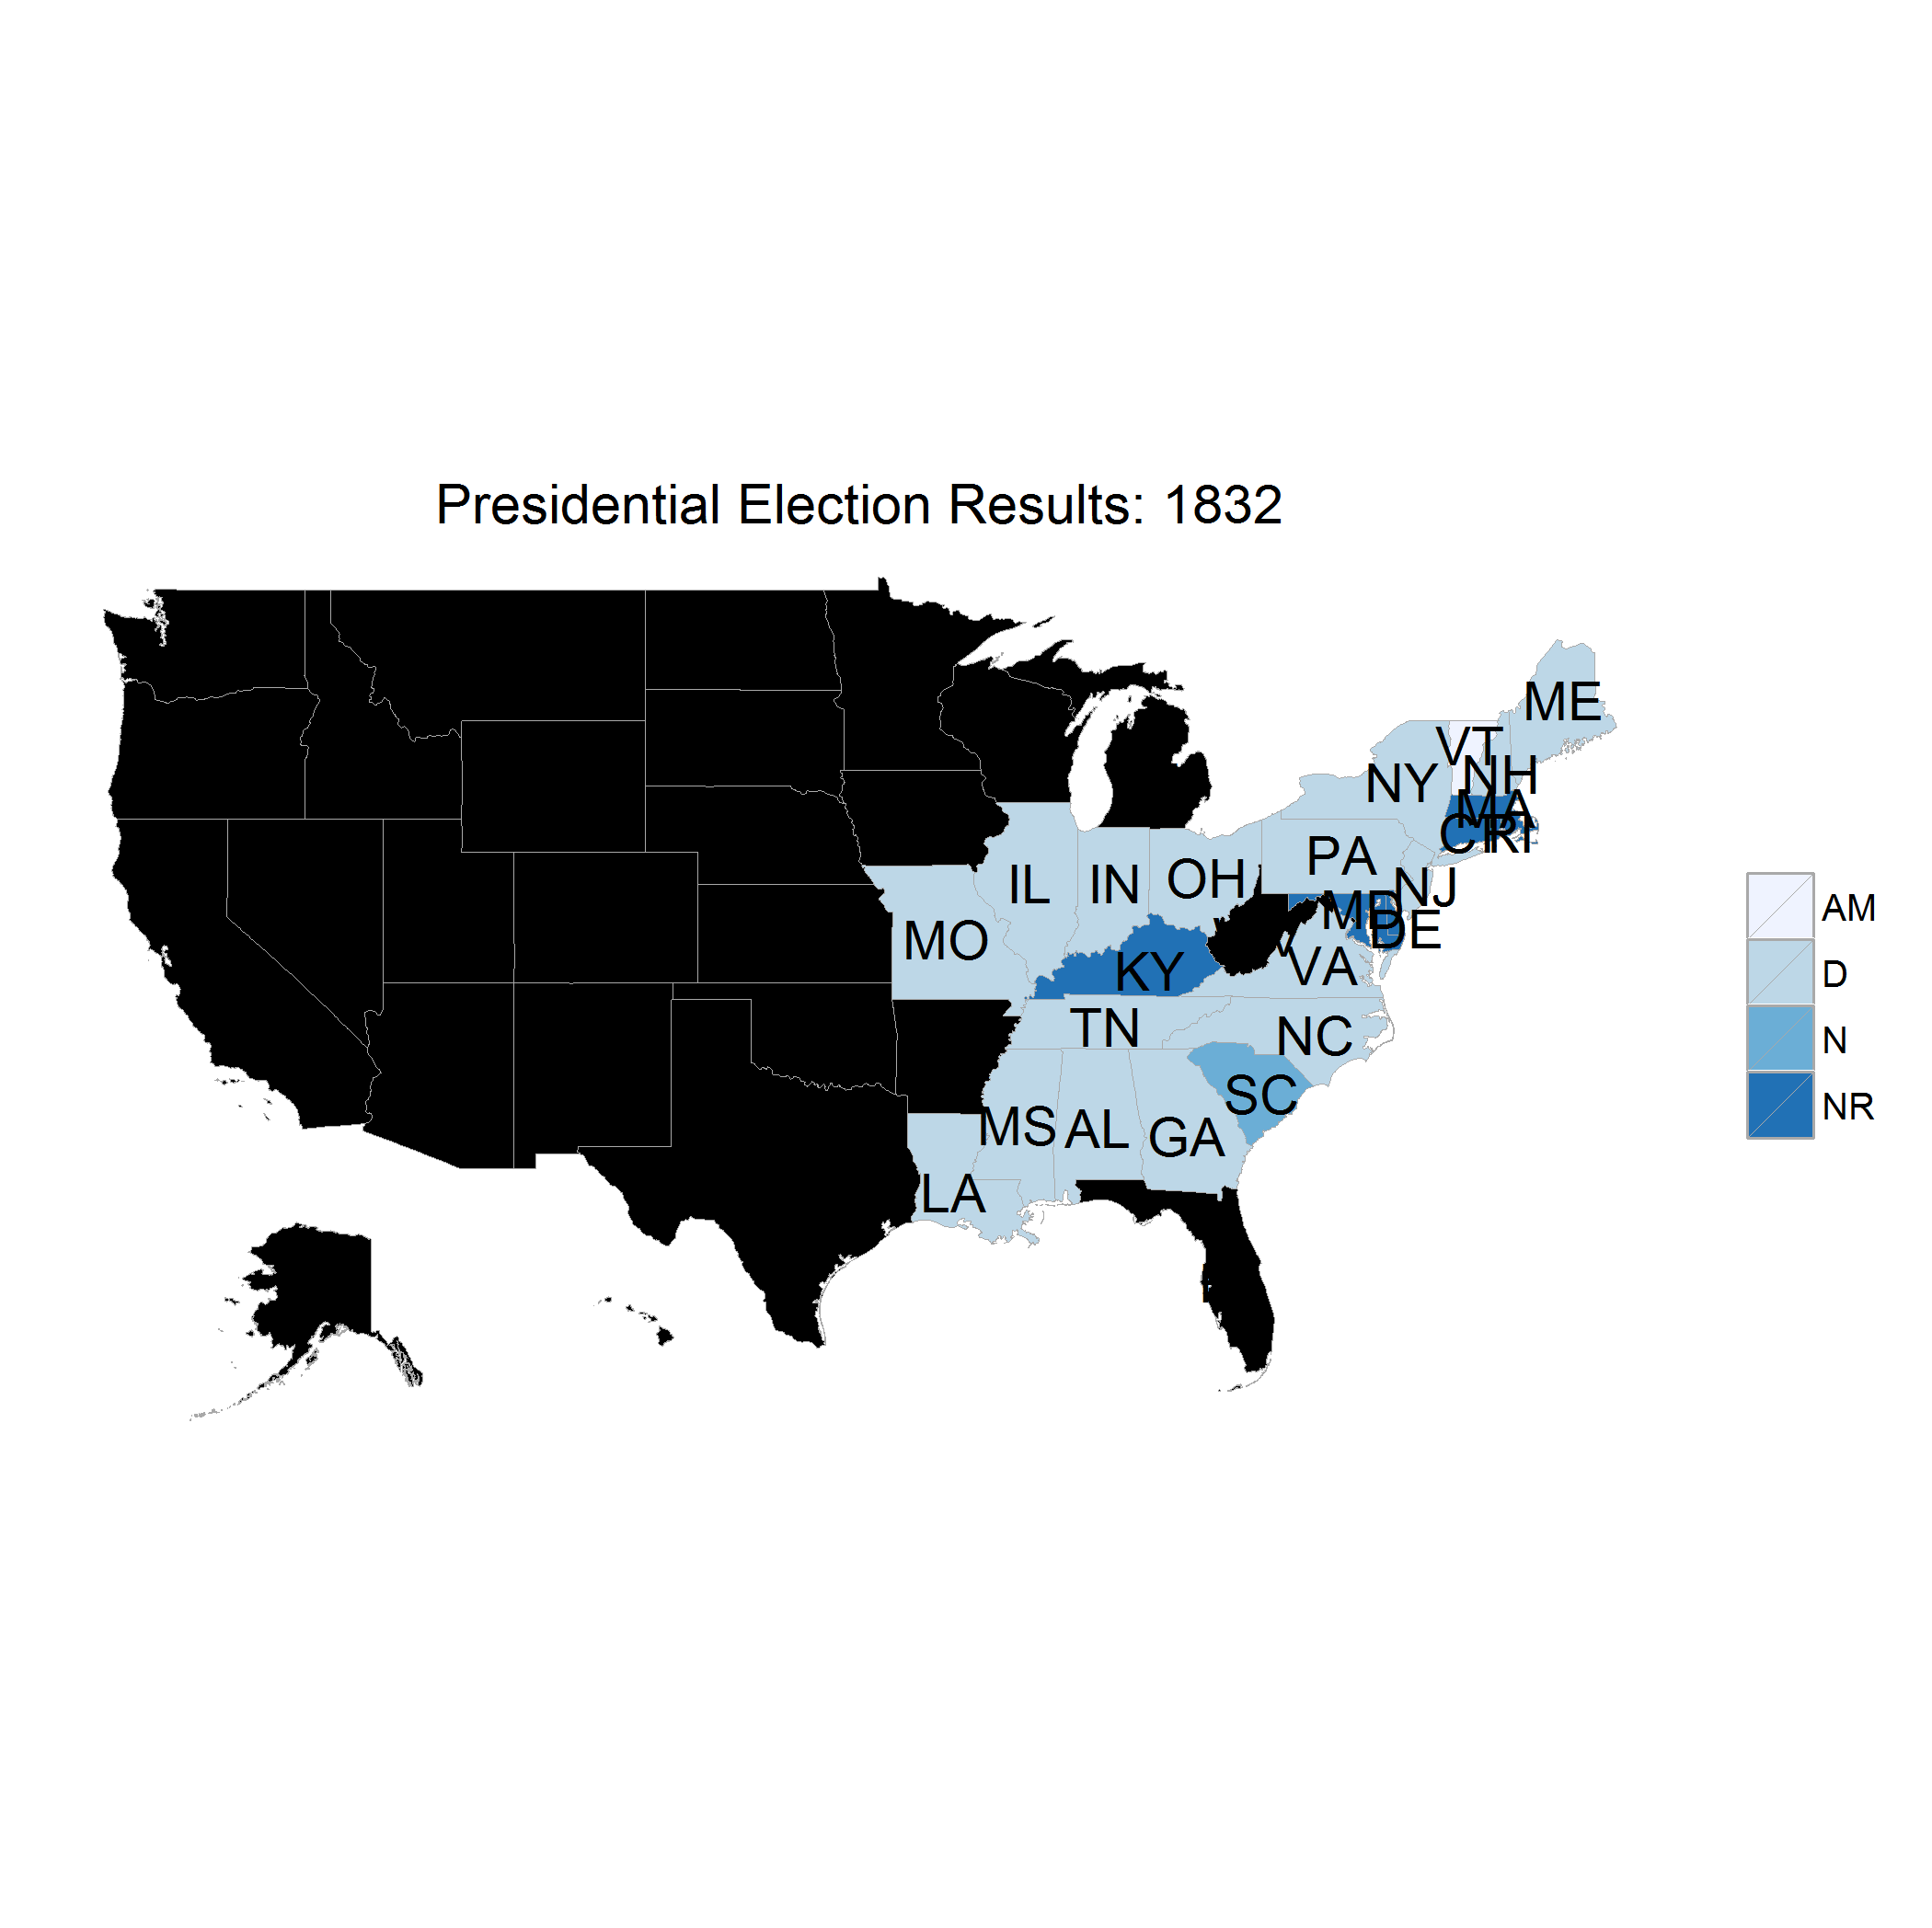 Presidential Election Results: 1832
ME
VT
NH
NY
MA
CT
RI
PA
IL
IN
OH
NJ
MD
DE
MO
KY
VA
TN
NC
SC
MS
AL
GA
LA
AM
D
N
NR